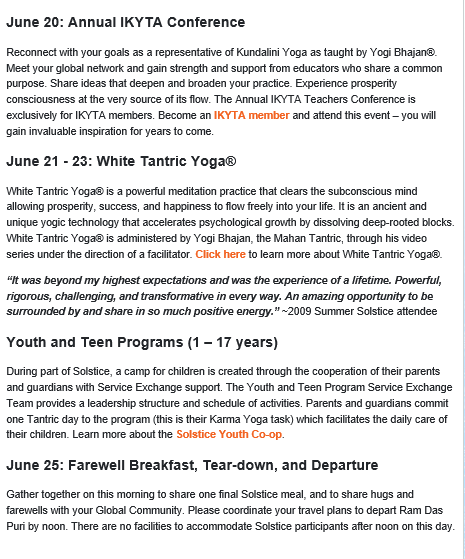 June 20: Annual IKYTA Conference
Reconnect with your goals as a representative of Kundalini Yoga as taught by Yogi Bhajan®.
Meet your global network and gain strength and support from educators who share a common
purpose. Share ideas that deepen and broaden your practice. Experience prosperity
consciousness at the very source of its flow. The Annual IKYTA Teachers Conference is
exclusively for IKYTA members. Become an IKYTA member and attend this event – you will
gain invaluable inspiration for years to come.
June 21 - 23: White Tantric Yoga®
White Tantric Yoga® is a powerful meditation practice that clears the subconscious mind
allowing prosperity, success, and happiness to flow freely into your life. It is an ancient and
unique yogic technology that accelerates psychological growth by dissolving deep-rooted blocks.
White Tantric Yoga® is administered by Yogi Bhajan, the Mahan Tantric, through his video
series under the direction of a facilitator. Click here to learn more about White Tantric Yoga®.
“It was beyond my highest expectations and was the experience of a lifetime. Powerful,
rigorous, challenging, and transformative in every way. An amazing opportunity to be
surrounded by and share in so much positive energy.” ~2009 Summer Solstice attendee
Youth and Teen Programs (1 – 17 years)
During part of Solstice, a camp for children is created through the cooperation of their parents
and guardians with Service Exchange support. The Youth and Teen Program Service Exchange
Team provides a leadership structure and schedule of activities. Parents and guardians commit
one Tantric day to the program (this is their Karma Yoga task) which facilitates the daily care of
their children. Learn more about the Solstice Youth Co-op.
June 25: Farewell Breakfast, Tear-down, and Departure
Gather together on this morning to share one final Solstice meal, and to share hugs and
farewells with your Global Community. Please coordinate your travel plans to depart Ram Das
Puri by noon. There are no facilities to accommodate Solstice participants after noon on this day.